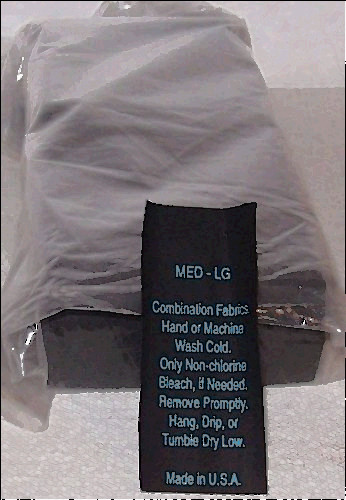 MED - LG
Combination Fabrics
Hand or Machine
Wash Cold.
Only Non-chlorine
Bleach, if Needed.
Remove Promptly.
Hang, Drip, or
Tumble Dry Low.
Made in U.S.A.